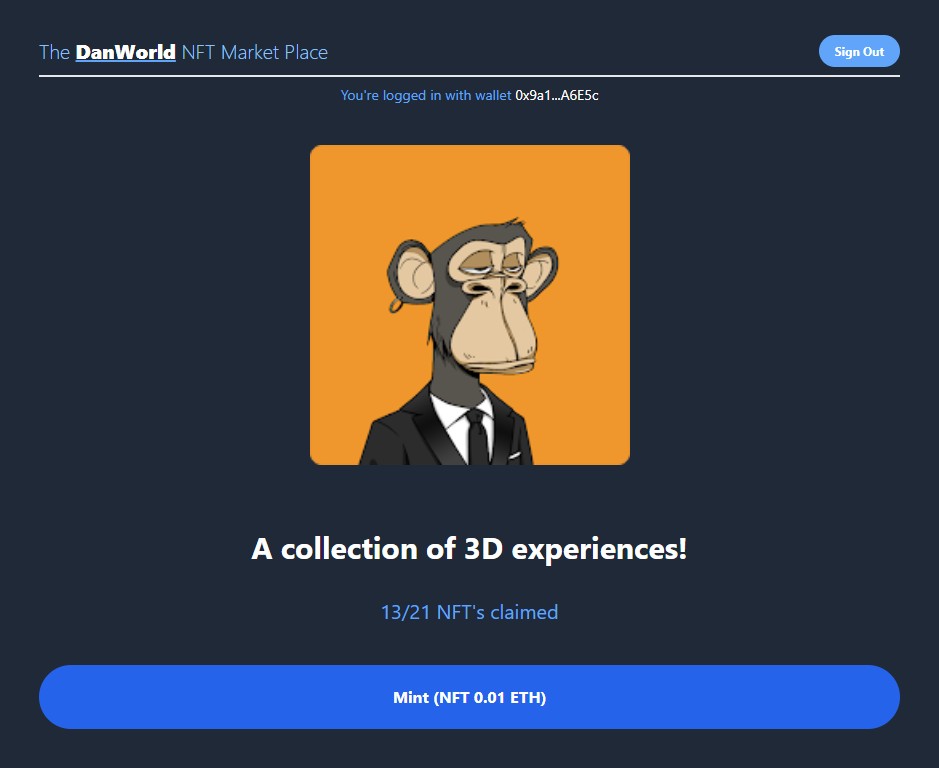 The DanWorld NFT Market Place
Sign Out
You're logged in with wallet 0x9a1...A6E5c
A collection of 3D experiences!
13/21 NFT's claimed
Mint (NFT 0.01 ETH)